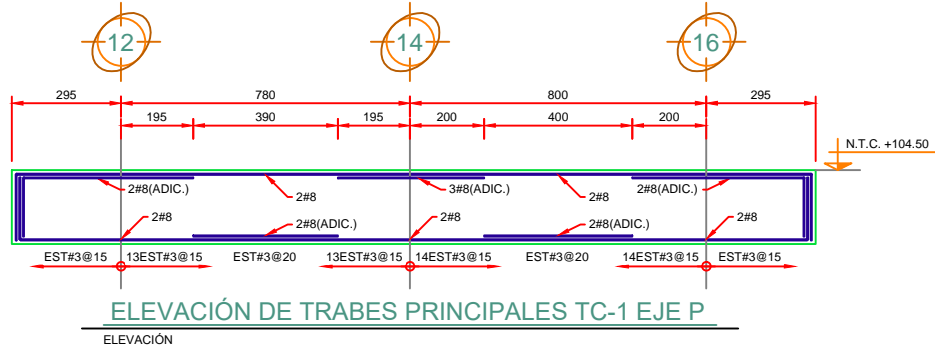 12 14 16
295 780 800 295
195 390 195 200 400 200
N.T.C. +104.50
2#8(ADIC.) 2#8 3#8(ADIC.) 2#8 2#8(ADIC.)
2#8 2#8(ADIC.) 2#8 2#8(ADIC.) 2#8
EST#3@15 13EST#3@15 EST#3@20 13EST#3@15 14EST#3@15 EST#3@20 14EST#3@15 EST#3@15
ELEVACIÓN DE TRABES PRINCIPALES TC-1 EJE P
ELEVACIÓN